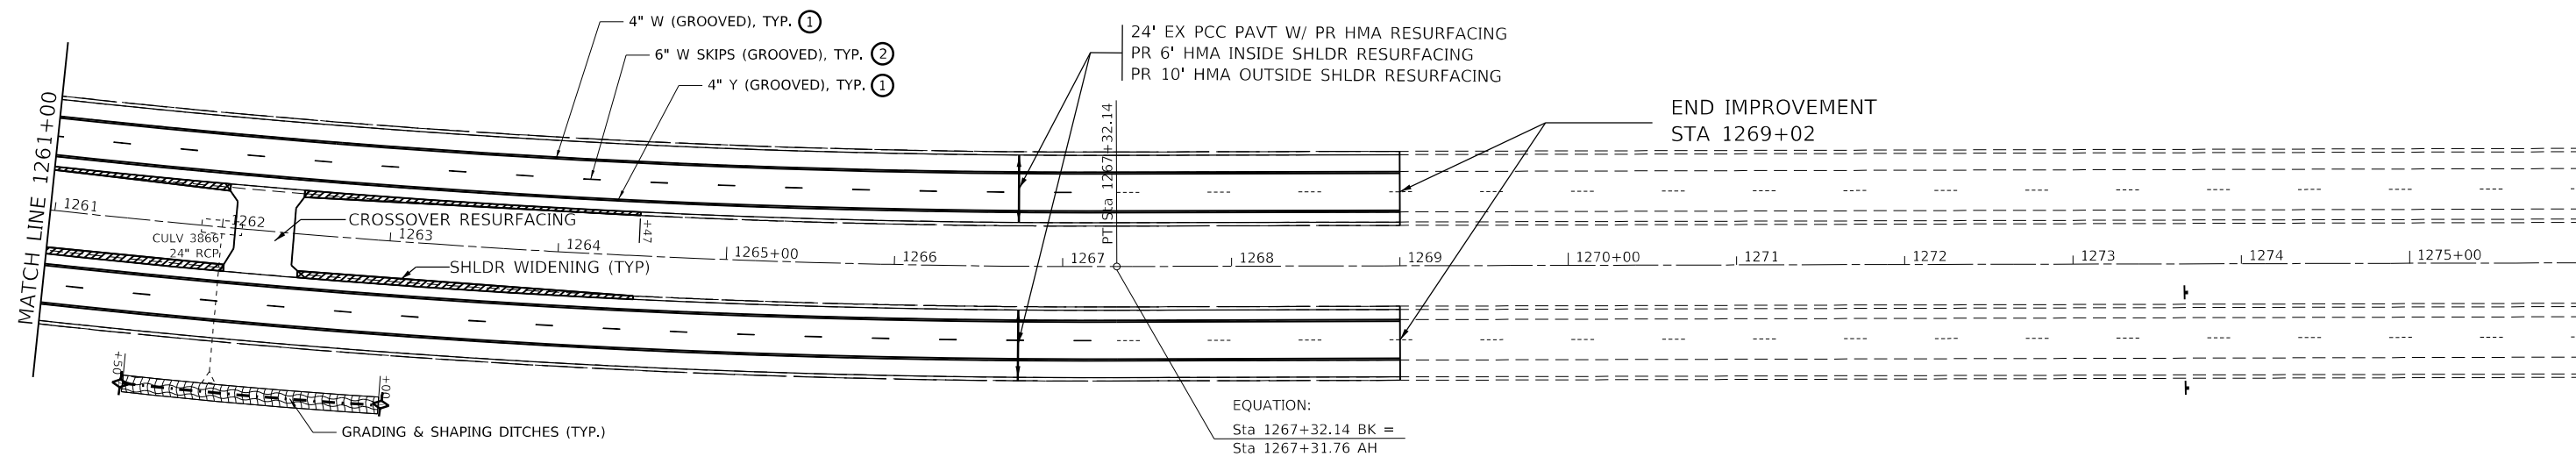 4" W (GROOVED), TYP. 1
6" W SKIPS (GROOVED), TYP. 2
4" Y (GROOVED), TYP. 1
24' EX PCC PAVT W/ PR HMA RESURFACING
PR 6' HMA INSIDE SHLDR RESURFACING
PR 10' HMA OUTSIDE SHLDR RESURFACING
END IMPROVEMENT
STA 1269+02
MATCH LINE 1261+00
PT Sta 1267+32.14
1261
1262
1263
1264
1265+00
1266
1267
1268
1269
1270+00
1271
1272
1273
1274
1275+00
CROSSOVER RESURFACING
CULV 3866
24" RCP
+47
SHLDR WIDENING (TYP)
+50
+00
GRADING & SHAPING DITCHES (TYP.)
EQUATION:
Sta 1267+32.14 BK =
Sta 1267+31.76 AH